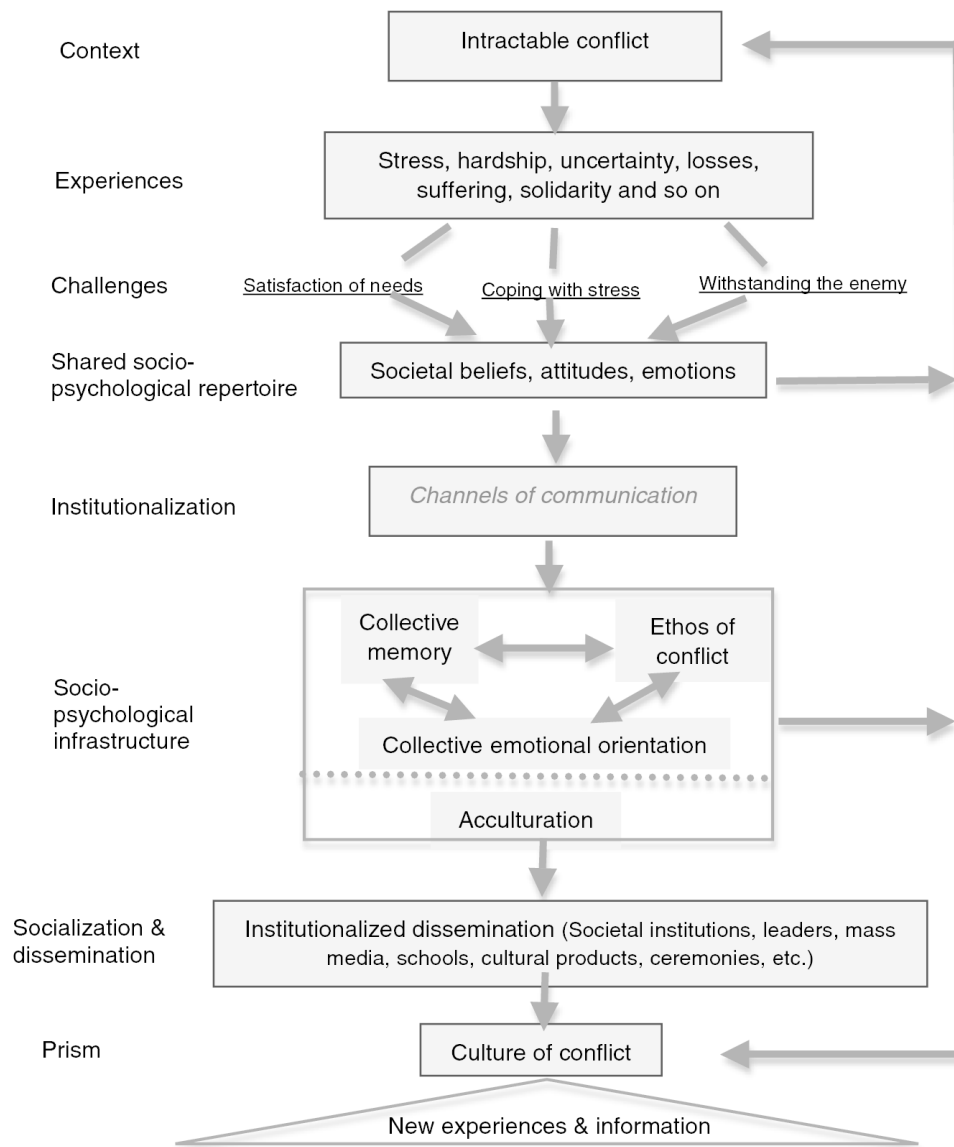 Context
Intractable conflict
Experiences
Stress, hardship, uncertainty, losses,
suffering, solidarity and so on
Challenges
Satisfaction of needs
Coping with stress
Withstanding the enemy
Shared socio-
psychological repertoire
Societal beliefs, attitudes, emotions
Institutionalization
Channels of communication
Socio-
psychological
infrastructure
Collective
memory
Ethos of
conflict
Collective emotional orientation
Acculturation
Socialization &
dissemination
Institutionalized dissemination (Societal institutions, leaders, mass
media, schools, cultural products, ceremonies, etc.)
Prism
Culture of conflict
New experiences & information